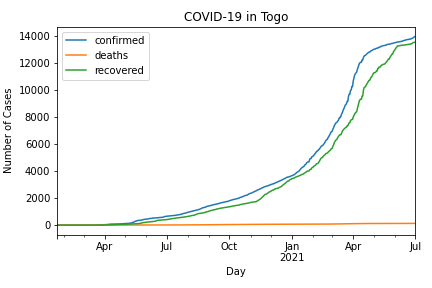 COVID-19 in Togo
confirmed
deaths
recovered
Number of Cases
14000
12000
10000
8000
6000
4000
2000
0
Apr Jul Oct Jan Apr Jul
2021
Day